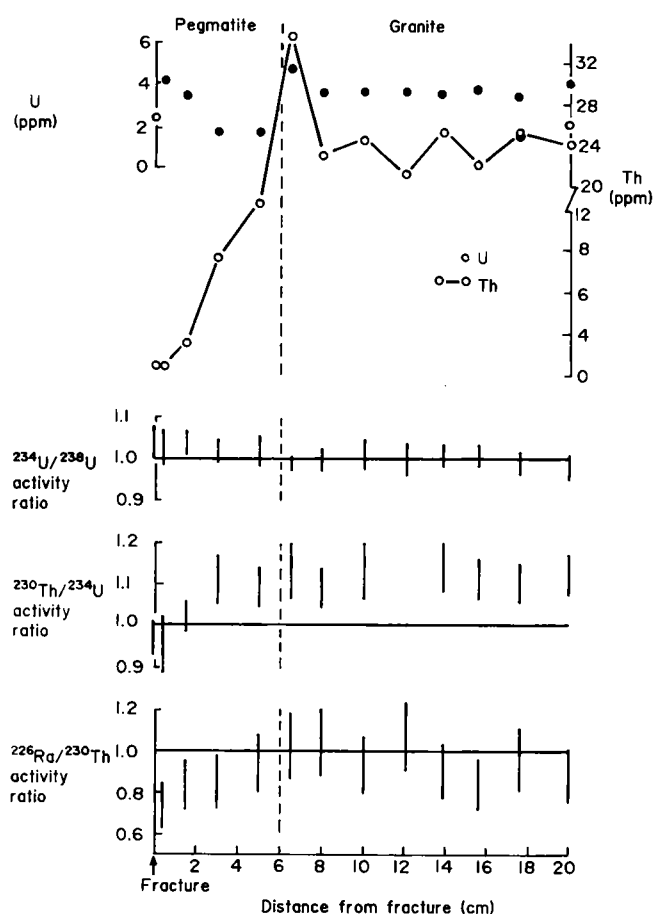 Pegmatite Granite
U
(ppm)
6
4
2
0
32
28
24
20
12
8
6
4
2
0
Th
(ppm)
U
Th
²³⁴U/²³⁸U
activity
ratio
1.1
1.0
0.9
²³⁰Th/²³⁴U
activity
ratio
1.2
1.1
1.0
0.9
²²⁶Ra/²³⁰Th
activity
ratio
1.2
1.0
0.8
0.6
2 4 6 8 10 12 14 16 18 20
Fracture
Distance from fracture (cm)